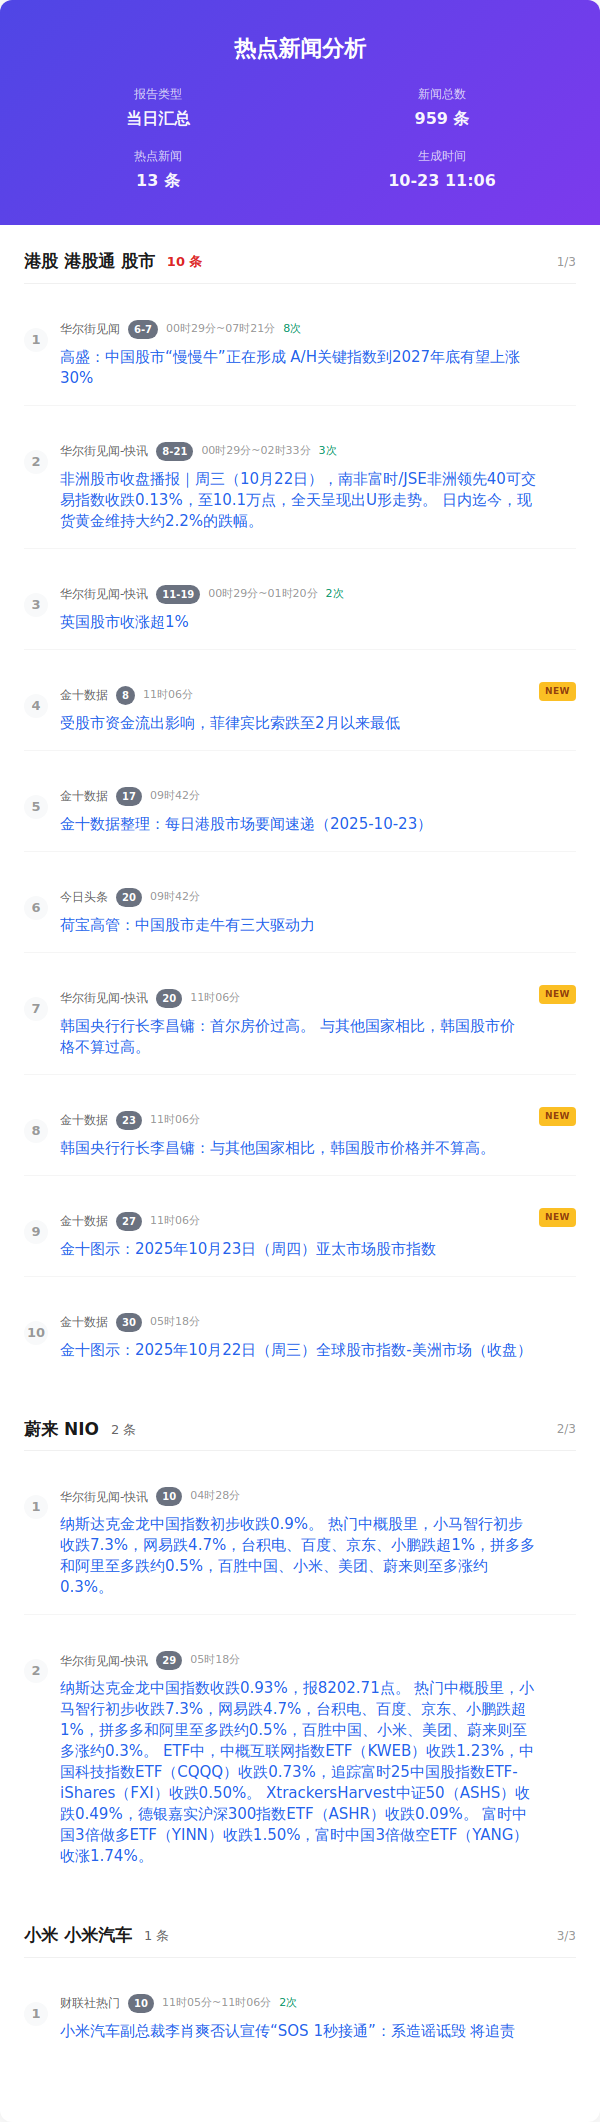 热点新闻分析
报告类型
新闻总数
当日汇总
959 条
热点新闻
生成时间
13 条
10-23 11:06
港股 港股通 股市 10 条 1/3
1 华尔街见闻 6-7 00时29分~07时21分 8次
高盛：中国股市“慢慢牛”正在形成 A/H关键指数到2027年底有望上涨
30%
2 华尔街见闻-快讯 8-21 00时29分~02时33分 3次
非洲股市收盘播报｜周三（10月22日），南非富时/JSE非洲领先40可交
易指数收跌0.13%，至10.1万点，全天呈现出U形走势。 日内迄今，现
货黄金维持大约2.2%的跌幅。
3 华尔街见闻-快讯 11-19 00时29分~01时20分 2次
英国股市收涨超1%
4 金十数据 8 11时06分 NEW
受股市资金流出影响，菲律宾比索跌至2月以来最低
5 金十数据 17 09时42分
金十数据整理：每日港股市场要闻速递（2025-10-23）
6 今日头条 20 09时42分
荷宝高管：中国股市走牛有三大驱动力
7 华尔街见闻-快讯 20 11时06分 NEW
韩国央行行长李昌镛：首尔房价过高。 与其他国家相比，韩国股市价
格不算过高。
8 金十数据 23 11时06分 NEW
韩国央行行长李昌镛：与其他国家相比，韩国股市价格并不算高。
9 金十数据 27 11时06分 NEW
金十图示：2025年10月23日（周四）亚太市场股市指数
10 金十数据 30 05时18分
金十图示：2025年10月22日（周三）全球股市指数-美洲市场（收盘）
蔚来 NIO 2 条 2/3
1 华尔街见闻-快讯 10 04时28分
纳斯达克金龙中国指数初步收跌0.9%。 热门中概股里，小马智行初步
收跌7.3%，网易跌4.7%，台积电、百度、京东、小鹏跌超1%，拼多多
和阿里至多跌约0.5%，百胜中国、小米、美团、蔚来则至多涨约
0.3%。
2 华尔街见闻-快讯 29 05时18分
纳斯达克金龙中国指数收跌0.93%，报8202.71点。 热门中概股里，小
马智行初步收跌7.3%，网易跌4.7%，台积电、百度、京东、小鹏跌超
1%，拼多多和阿里至多跌约0.5%，百胜中国、小米、美团、蔚来则至
多涨约0.3%。 ETF中，中概互联网指数ETF（KWEB）收跌1.23%，中
国科技指数ETF（CQQQ）收跌0.73%，追踪富时25中国股指数ETF-
iShares（FXI）收跌0.50%。 XtrackersHarvest中证50（ASHS）收
跌0.49%，德银嘉实沪深300指数ETF（ASHR）收跌0.09%。 富时中
国3倍做多ETF（YINN）收跌1.50%，富时中国3倍做空ETF（YANG）
收涨1.74%。
小米 小米汽车 1 条 3/3
1 财联社热门 10 11时05分~11时06分 2次
小米汽车副总裁李肖爽否认宣传“SOS 1秒接通”：系造谣诋毁 将追责